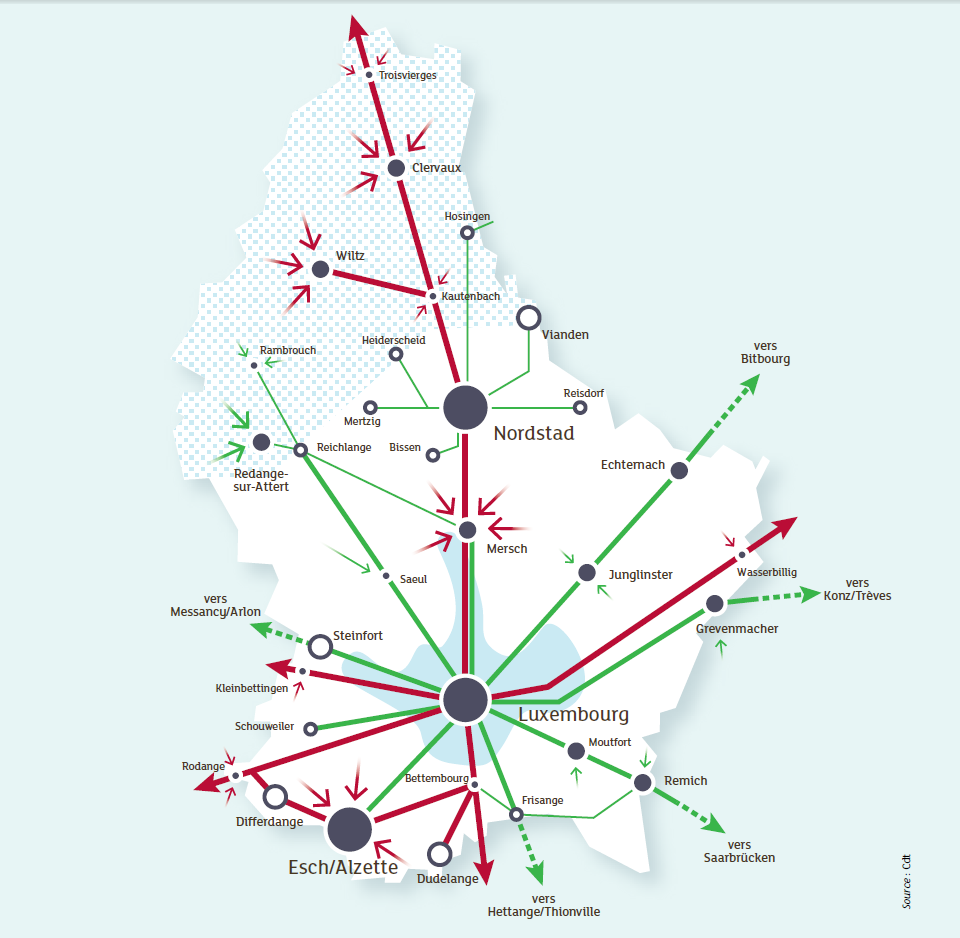 Troisvierges
Clervaux
Hosingen
Wiltz
Kautenbach
Vianden
Heiderscheid
vers
Bitbourg
Rambrouch
Reisdorf
Mertzig
Nordstad
Reichlange
Bissen
Echternach
Redange-
sur-Attert
Mersch
Junglinster
Wasserbillig
Saeul
vers
Konz/Trèves
vers
Messancy/Arlon
Grevenmacher
Steinfort
Kleinbettingen
Luxembourg
Schouweiler
Moutfort
Rodange
Bettembourg
Remich
Frisange
Differdange
vers
Saarbrücken
Esch/Alzette
Dudelange
vers
Hettange/Thionville
Source : Cdt